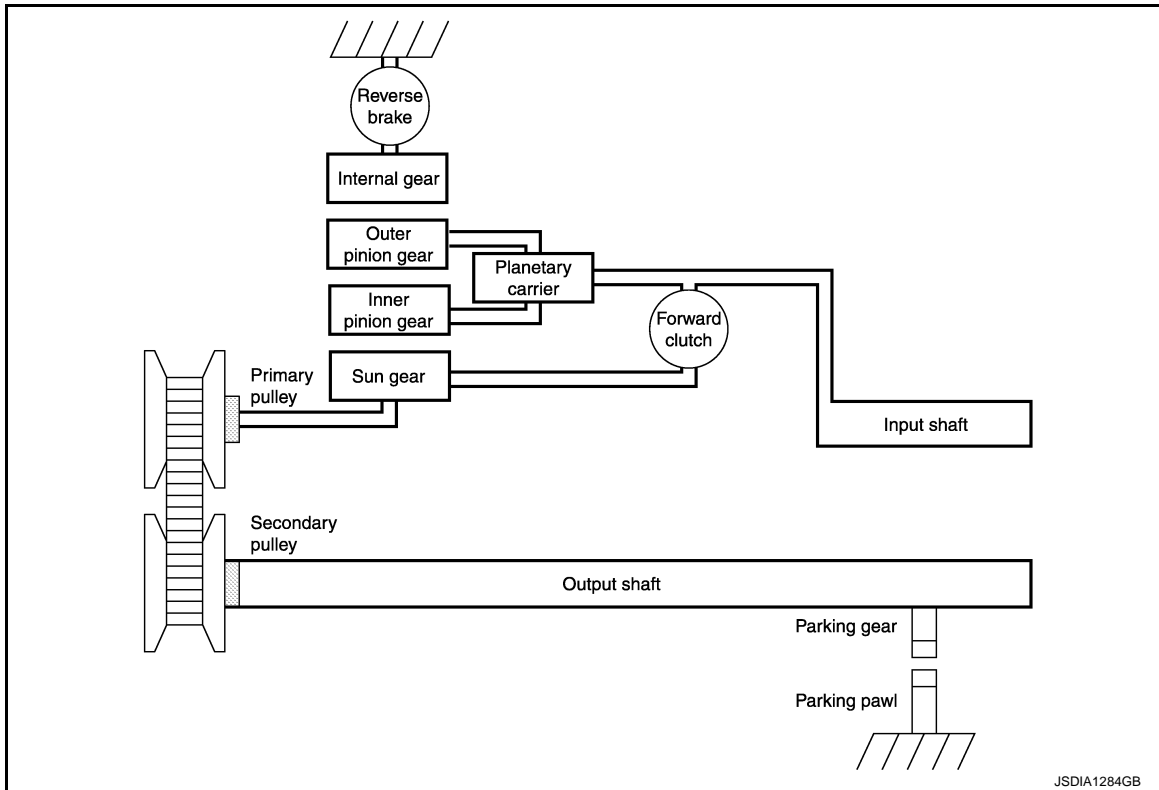 Reverse
brake
Internal gear
Outer
pinion gear
Planetary
carrier
Inner
pinion gear
Forward
clutch
Sun gear
Primary
pulley
Input shaft
Secondary
pulley
Output shaft
Parking gear
Parking pawl
JSDIA1284GB